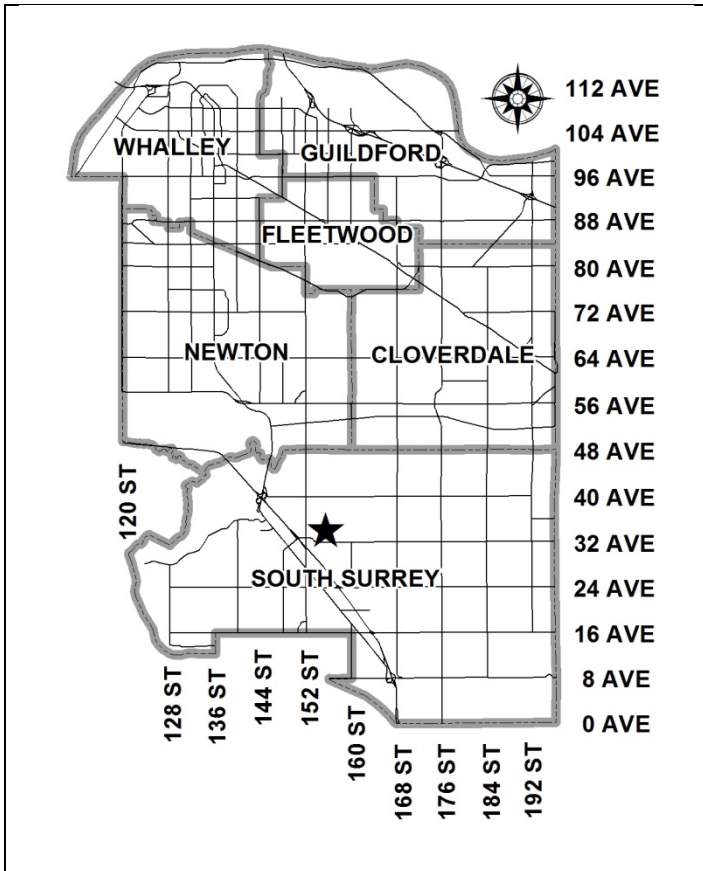 112 AVE
104 AVE
WHALLEY
GUILDFORD
96 AVE
88 AVE
FLEETWOOD
80 AVE
72 AVE
NEWTON
CLOVERDALE
64 AVE
56 AVE
48 AVE
120 ST
40 AVE
32 AVE
SOUTH SURREY
24 AVE
16 AVE
8 AVE
0 AVE
128 ST
136 ST
144 ST
152 ST
160 ST
168 ST
176 ST
184 ST
192 ST